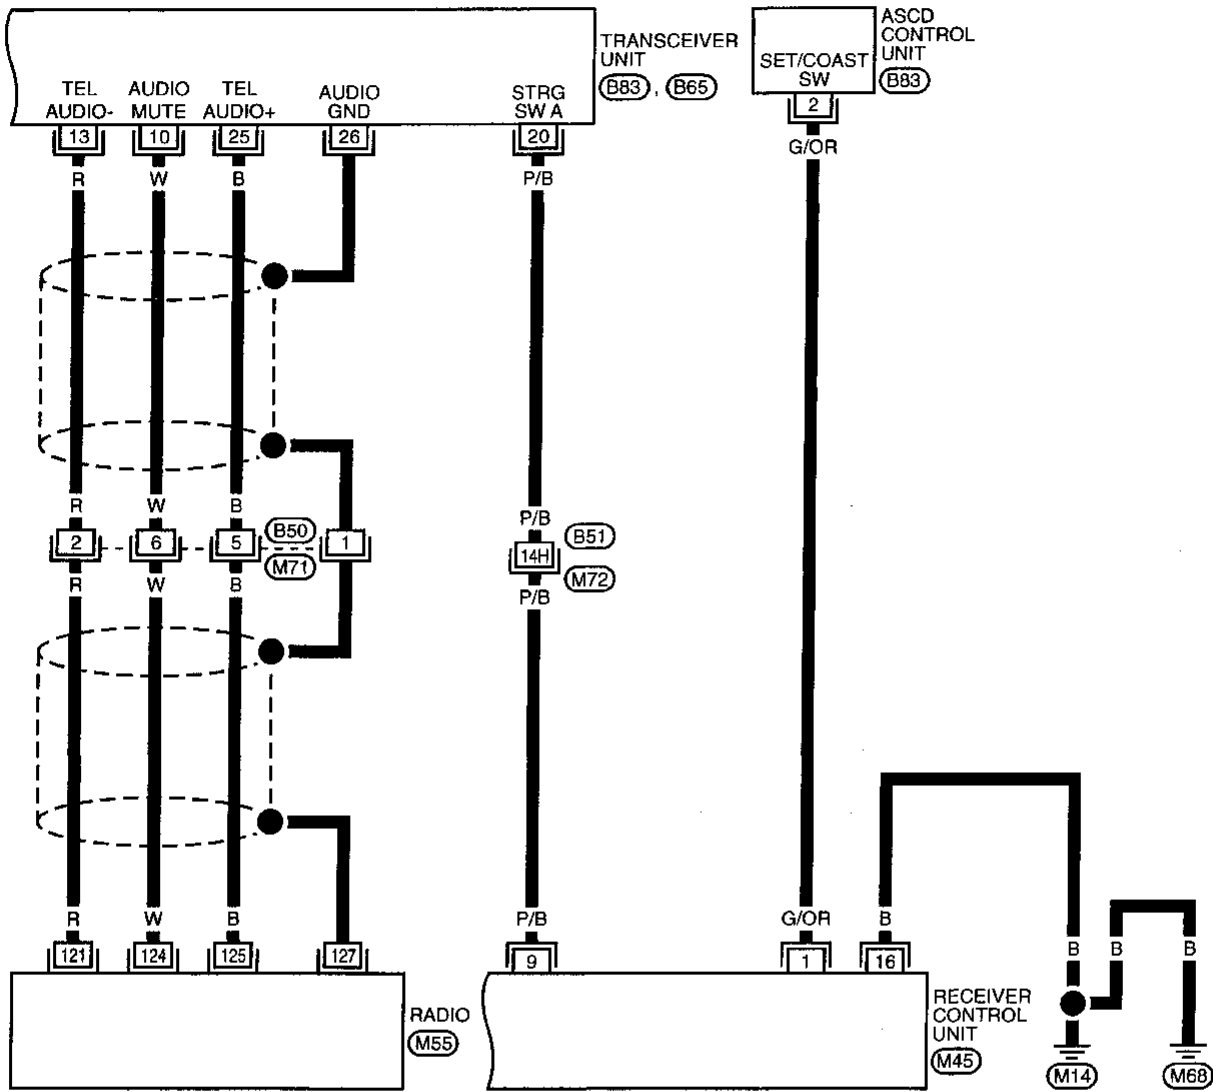 TRANSCEIVER
UNIT
B83 , B65
ASCD
CONTROL
UNIT
B83
SET/COAST
SW
2
G/OR
TEL
AUDIO-
AUDIO
MUTE
TEL
AUDIO+
AUDIO
GND
STRG
SW A
13 10 25 26 20
R W B P/B
R W B P/B
2 6 5 B50 1 14H B51
M71 M72
R W B P/B
R W B P/B G/OR B
121 124 125 127 9 1 16
B B B
RADIO
M55
RECEIVER
CONTROL
UNIT
M45
M14 M68